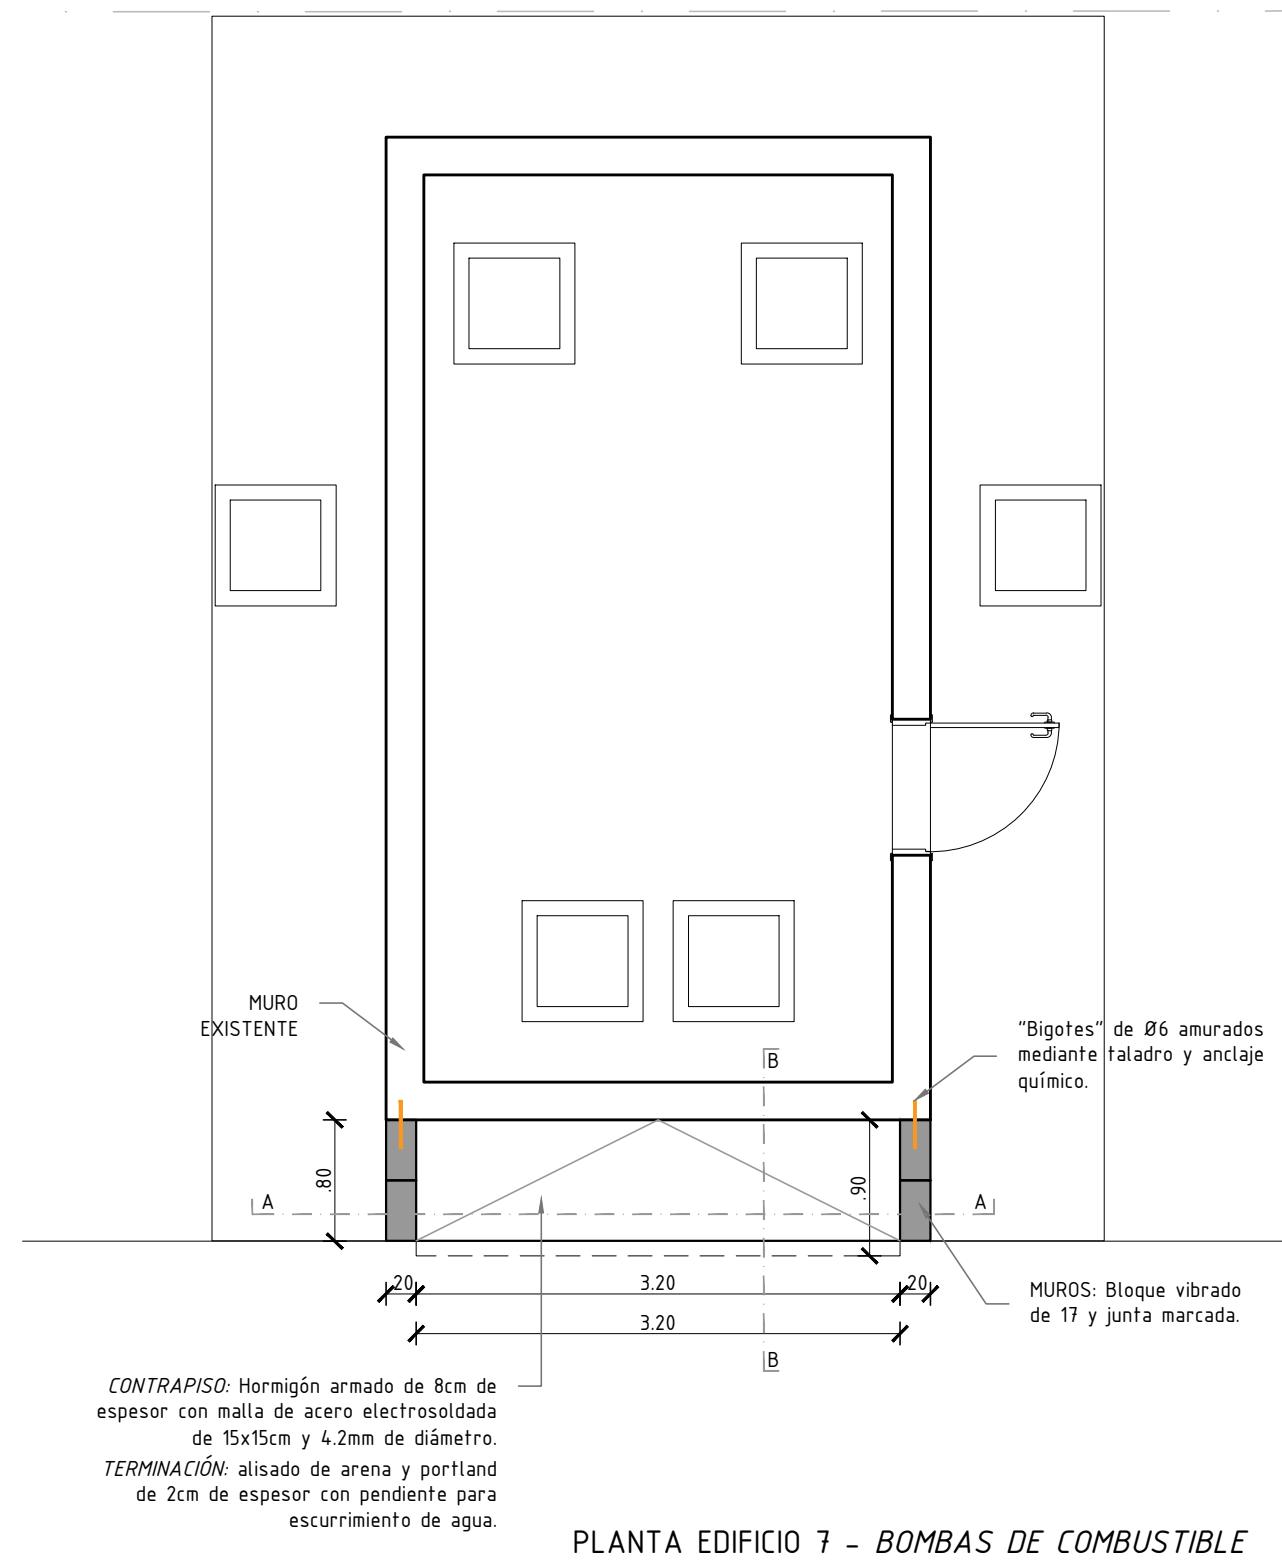 MURO
EXISTENTE
B
"Bigotes" de Ø6 amurados
mediante taladro y anclaje
químico.
.80
.90
A
A
.20
3.20
.20
3.20
MUROS: Bloque vibrado
de 17 y junta marcada.
B
CONTRAPISO: Hormigón armado de 8cm de
espesor con malla de acero electrosoldada
de 15x15cm y 4.2mm de diámetro.
TERMINACIÓN: alisado de arena y portland
de 2cm de espesor con pendiente para
escurrimiento de agua.
PLANTA EDIFICIO 7 - BOMBAS DE COMBUSTIBLE